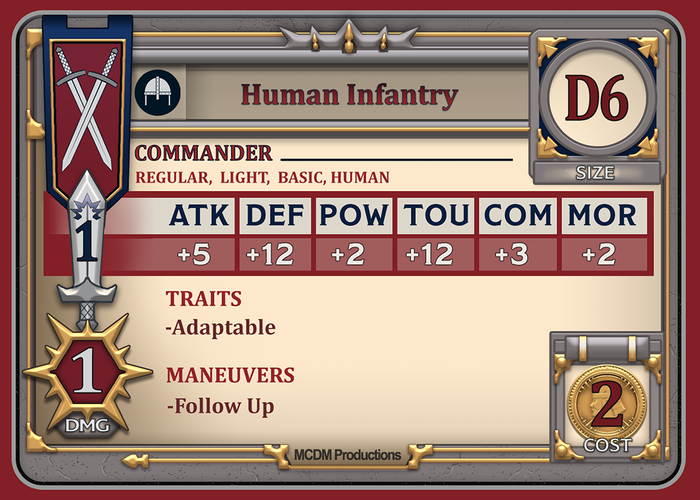 Human Infantry
D6
SIZE
COMMANDER
REGULAR, LIGHT, BASIC, HUMAN
ATK DEF POW TOU COM MOR
1
+5 +12 +2 +12 +3 +2
TRAITS
-Adaptable
1
DMG
MANEUVERS
-Follow Up
2
COST
MCDM Productions